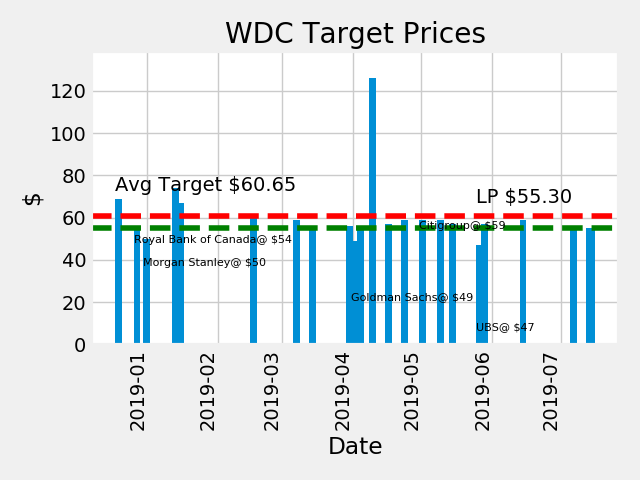 WDC Target Prices
120
100
80
60
40
20
0
$
Avg Target $60.65
LP $55.30
Citigroup@ $59
Royal Bank of Canada@ $54
Morgan Stanley@ $50
Goldman Sachs@ $49
UBS@ $47
2019-01
2019-02
2019-03
2019-04
2019-05
2019-06
2019-07
Date